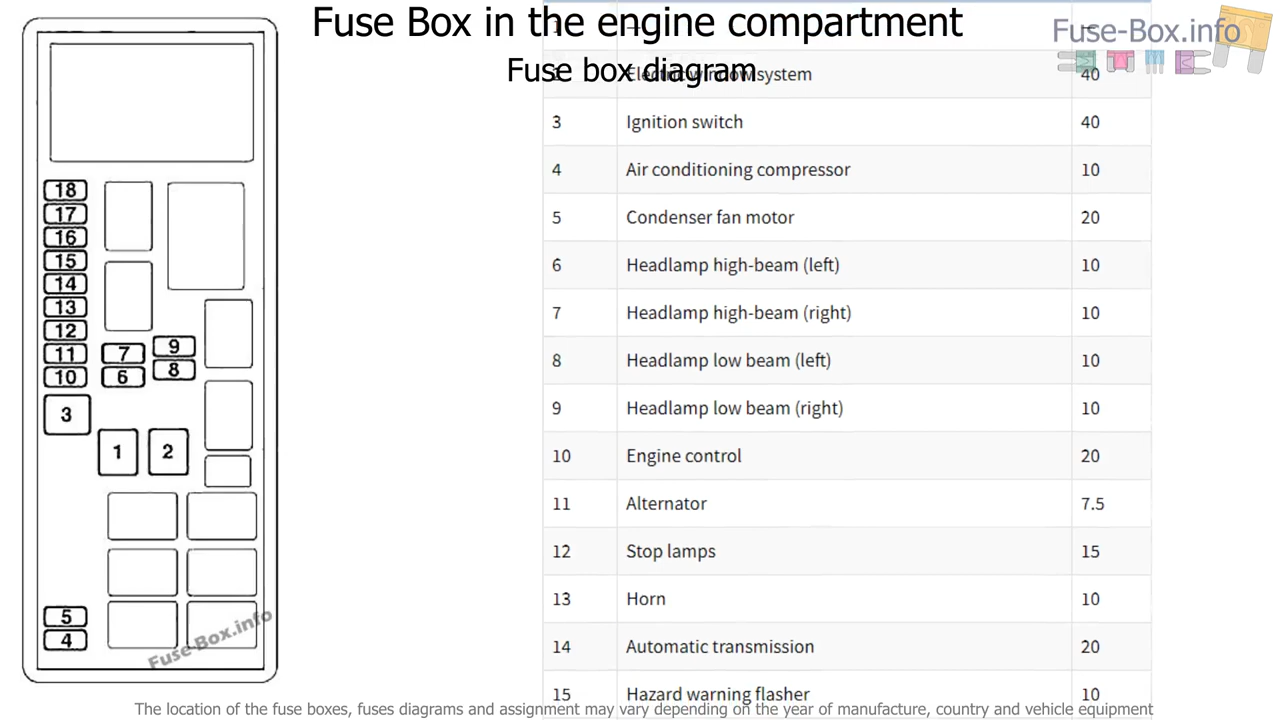 Fuse Box in the engine compartment
Fuse box diagram
Fuse-Box.info
1 — —
2 Electric window system 40
3 Ignition switch 40
4 Air conditioning compressor 10
5 Condenser fan motor 20
6 Headlamp high-beam (left) 10
7 Headlamp high-beam (right) 10
8 Headlamp low beam (left) 10
9 Headlamp low beam (right) 10
10 Engine control 20
11 Alternator 7.5
12 Stop lamps 15
13 Horn 10
14 Automatic transmission 20
15 Hazard warning flasher 10
18
17
16
15
14
13
12
11 7 9
10 6 8
3
1 2
5
4
Fuse-Box.info
The location of the fuse boxes, fuses diagrams and assignment may vary depending on the year of manufacture, country and vehicle equipment